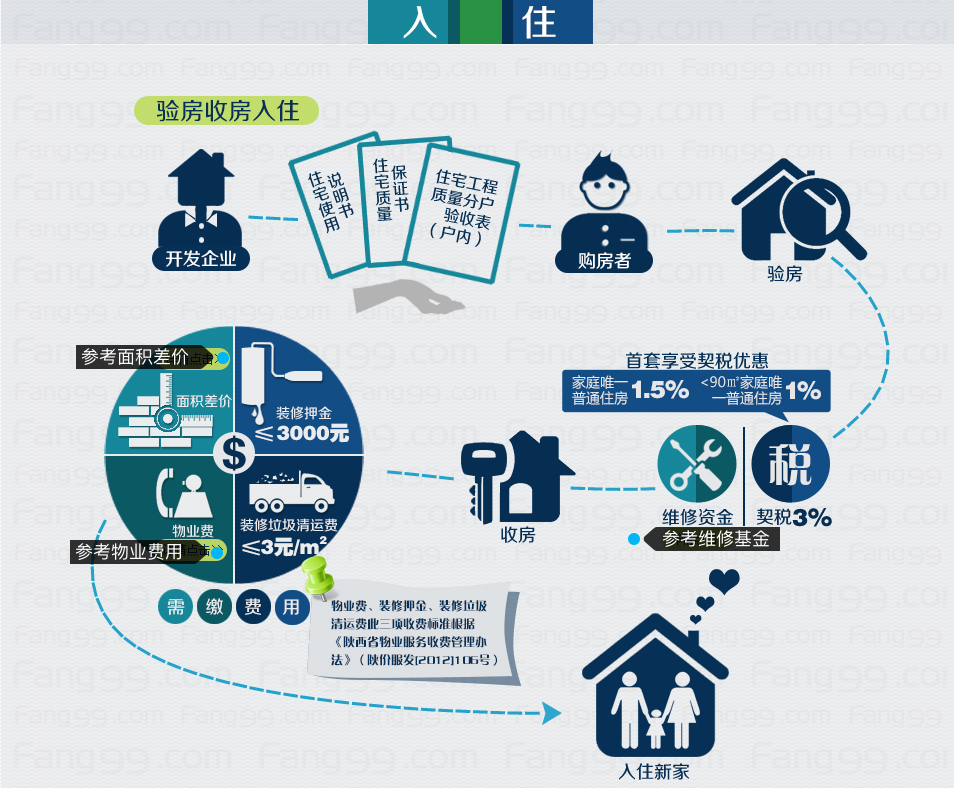 入 住
验房收房入住
开发企业
住宅使用
说明书
住宅质量
保证书
住宅工程
质量分户
验收表
（户内）
购房者
验房
首套享受契税优惠
家庭唯一
普通住房
1.5%
<90㎡家庭唯
一普通住房
1%
税
维修资金
契税3%
参考维修基金
收房
参考面积差价
面积差价
装修押金
≤3000元
$
物业费
参考物业费用
装修垃圾清运费
≤3元/m²
需 缴 费 用
物业费、装修押金、装修垃圾
清运费此三项收费标准根据
《陕西省物业服务收费管理办
法》（陕价服发[2012]106号）
入住新家
Fang99.com